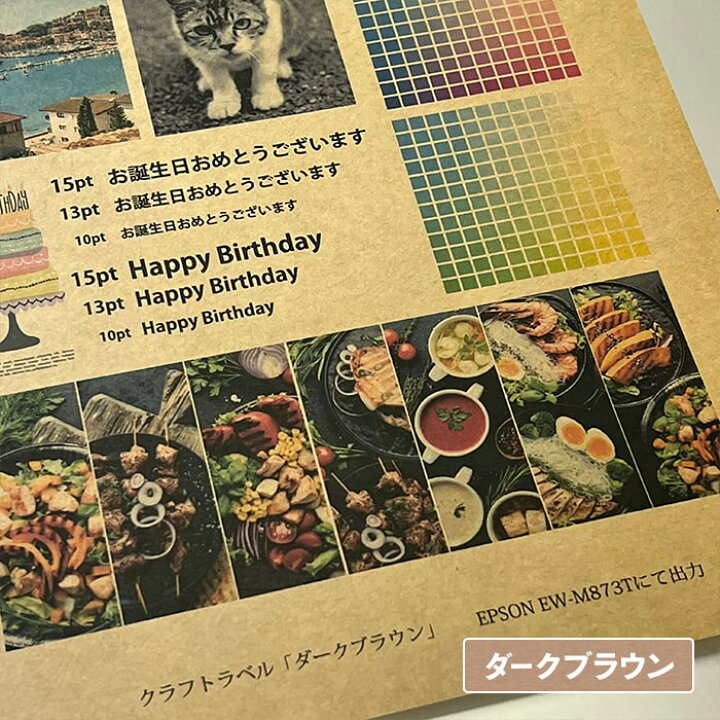 THDAY
15pt お誕生日おめとうございます
13pt お誕生日おめとうございます
10pt お誕生日おめとうございます
15pt Happy Birthday
13pt Happy Birthday
10pt Happy Birthday
クラフトラベル「ダークブラウン」 EPSON EW-M873Tにて出力
ダークブラウン